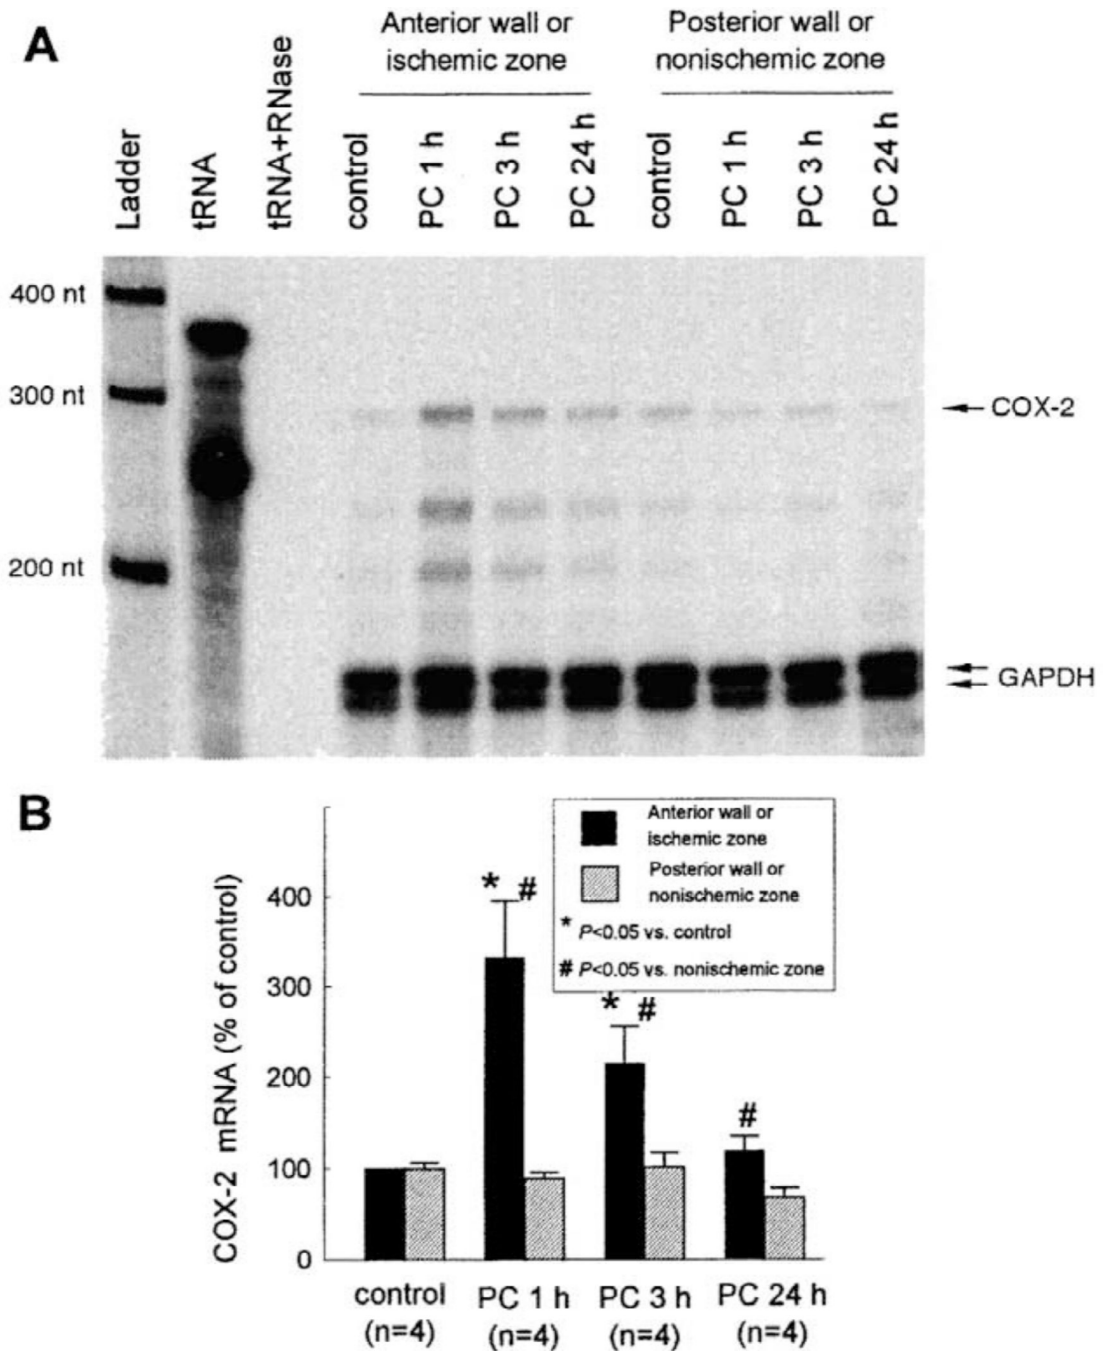 A
Anterior wall or
ischemic zone
Posterior wall or
nonischemic zone
Ladder
tRNA
tRNA+RNase
control
PC 1 h
PC 3 h
PC 24 h
control
PC 1 h
PC 3 h
PC 24 h
400 nt
300 nt
200 nt
COX-2
GAPDH
B
Anterior wall or
ischemic zone
Posterior wall or
nonischemic zone
* P<0.05 vs. control
# P<0.05 vs. nonischemic zone
COX-2 mRNA (% of control)
400
300
200
100
0
* #
* #
#
control PC 1 h PC 3 h PC 24 h
(n=4) (n=4) (n=4) (n=4)